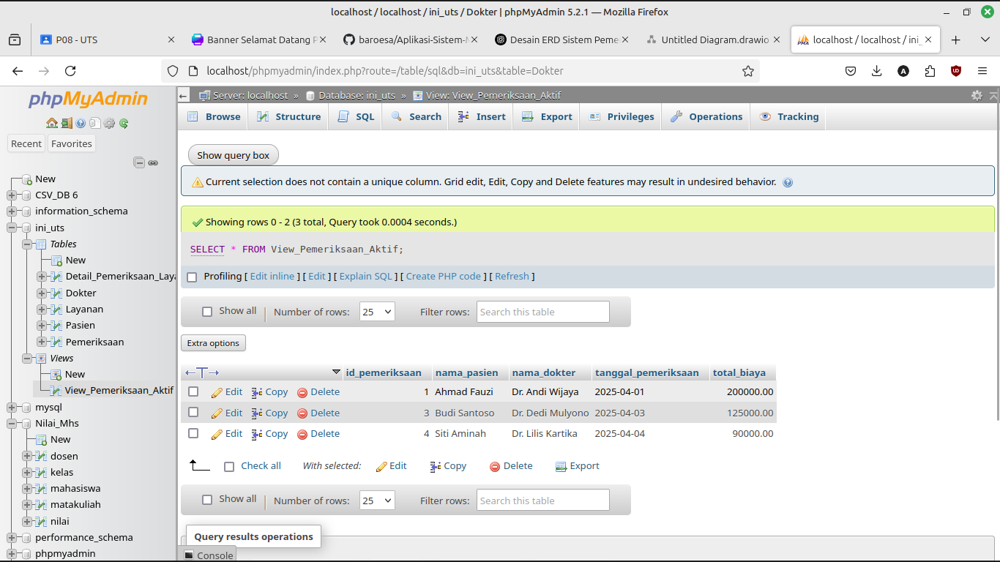 localhost / localhost / ini_uts / Dokter | phpMyAdmin 5.2.1 — Mozilla Firefox
P08 - UTS
Banner Selamat Datang P
baroesa/Aplikasi-Sistem-
Desain ERD Sistem Peme
Untitled Diagram.drawio
localhost / localhost / ini_
localhost/phpmyadmin/index.php?route=/table/sql&db=ini_uts&table=Dokter
phpMyAdmin
Recent Favorites
New
CSV_DB 6
information_schema
ini_uts
Tables
New
Detail_Pemeriksaan_Laya
Dokter
Layanan
Pasien
Pemeriksaan
Views
New
View_Pemeriksaan_Aktif
mysql
Nilai_Mhs
New
dosen
kelas
mahasiswa
matakuliah
nilai
performance_schema
phpmyadmin
Server: localhost » Database: ini_uts » View: View_Pemeriksaan_Aktif
Browse Structure SQL Search Insert Export Privileges Operations Tracking
Show query box
Current selection does not contain a unique column. Grid edit, Edit, Copy and Delete features may result in undesired behavior.
Showing rows 0 - 2 (3 total, Query took 0.0004 seconds.)
SELECT * FROM View_Pemeriksaan_Aktif;
Profiling [ Edit inline ] [ Edit ] [ Explain SQL ] [ Create PHP code ] [ Refresh ]
Show all | Number of rows: 25 Filter rows: Search this table
Extra options
←T→ id_pemeriksaan nama_pasien nama_dokter tanggal_pemeriksaan total_biaya
Edit Copy Delete 1 Ahmad Fauzi Dr. Andi Wijaya 2025-04-01 200000.00
Edit Copy Delete 3 Budi Santoso Dr. Dedi Mulyono 2025-04-03 125000.00
Edit Copy Delete 4 Siti Aminah Dr. Lilis Kartika 2025-04-04 90000.00
Check all With selected: Edit Copy Delete Export
Show all | Number of rows: 25 Filter rows: Search this table
Query results operations
Console